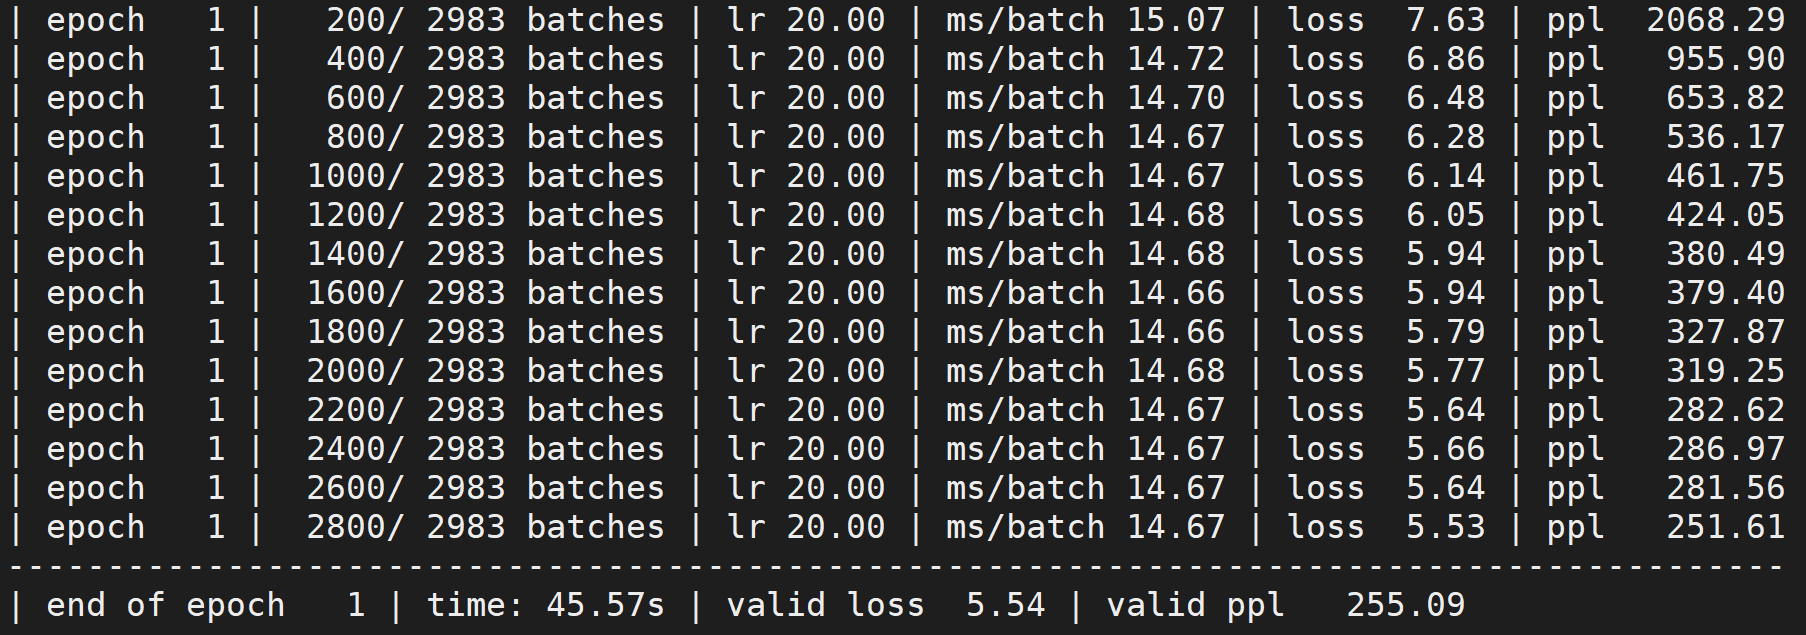 | epoch   1 |   200/ 2983 batches | lr 20.00 | ms/batch 15.07 | loss  7.63 | ppl  2068.29
| epoch   1 |   400/ 2983 batches | lr 20.00 | ms/batch 14.72 | loss  6.86 | ppl   955.90
| epoch   1 |   600/ 2983 batches | lr 20.00 | ms/batch 14.70 | loss  6.48 | ppl   653.82
| epoch   1 |   800/ 2983 batches | lr 20.00 | ms/batch 14.67 | loss  6.28 | ppl   536.17
| epoch   1 |  1000/ 2983 batches | lr 20.00 | ms/batch 14.67 | loss  6.14 | ppl   461.75
| epoch   1 |  1200/ 2983 batches | lr 20.00 | ms/batch 14.68 | loss  6.05 | ppl   424.05
| epoch   1 |  1400/ 2983 batches | lr 20.00 | ms/batch 14.68 | loss  5.94 | ppl   380.49
| epoch   1 |  1600/ 2983 batches | lr 20.00 | ms/batch 14.66 | loss  5.94 | ppl   379.40
| epoch   1 |  1800/ 2983 batches | lr 20.00 | ms/batch 14.66 | loss  5.79 | ppl   327.87
| epoch   1 |  2000/ 2983 batches | lr 20.00 | ms/batch 14.68 | loss  5.77 | ppl   319.25
| epoch   1 |  2200/ 2983 batches | lr 20.00 | ms/batch 14.67 | loss  5.64 | ppl   282.62
| epoch   1 |  2400/ 2983 batches | lr 20.00 | ms/batch 14.67 | loss  5.66 | ppl   286.97
| epoch   1 |  2600/ 2983 batches | lr 20.00 | ms/batch 14.67 | loss  5.64 | ppl   281.56
| epoch   1 |  2800/ 2983 batches | lr 20.00 | ms/batch 14.67 | loss  5.53 | ppl   251.61
-----------------------------------------------------------------------------------------
| end of epoch   1 | time: 45.57s | valid loss  5.54 | valid ppl   255.09